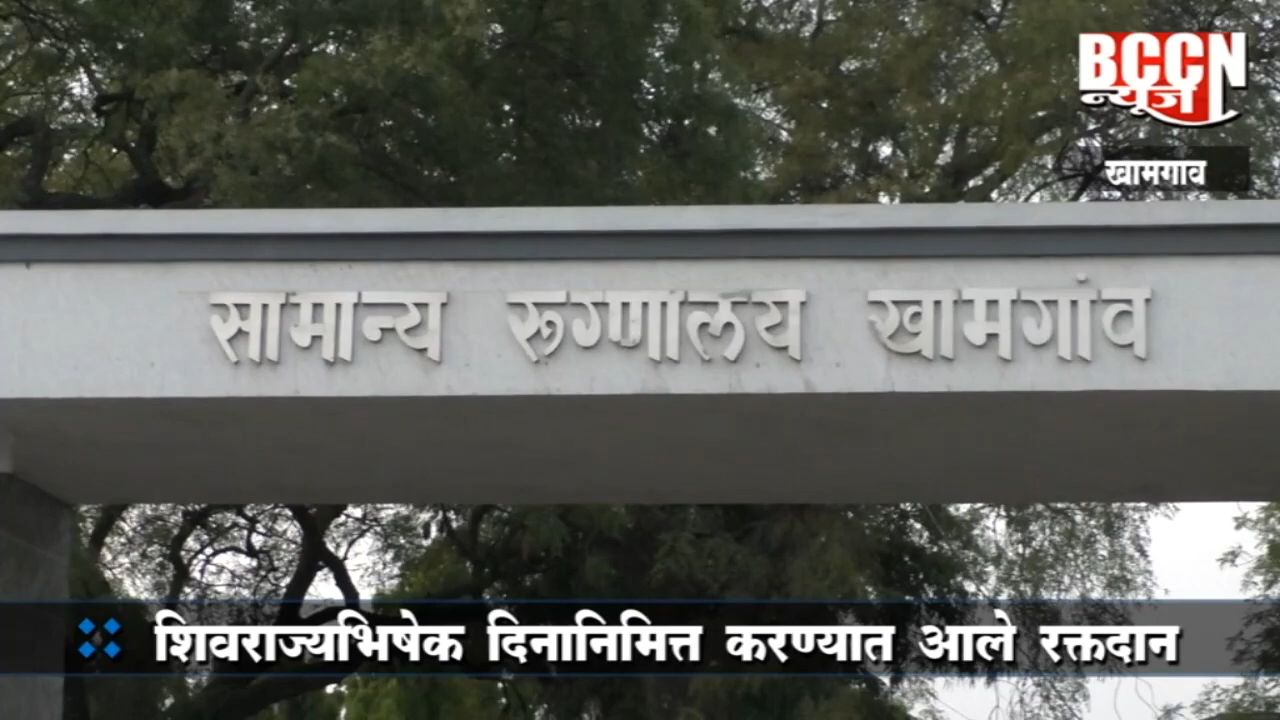 BCCN
न्यूज
खामगाव
सामान्य रूग्णालय खामगांव
शिवराज्यभिषेक दिनानिमित्त करण्यात आले रक्तदान